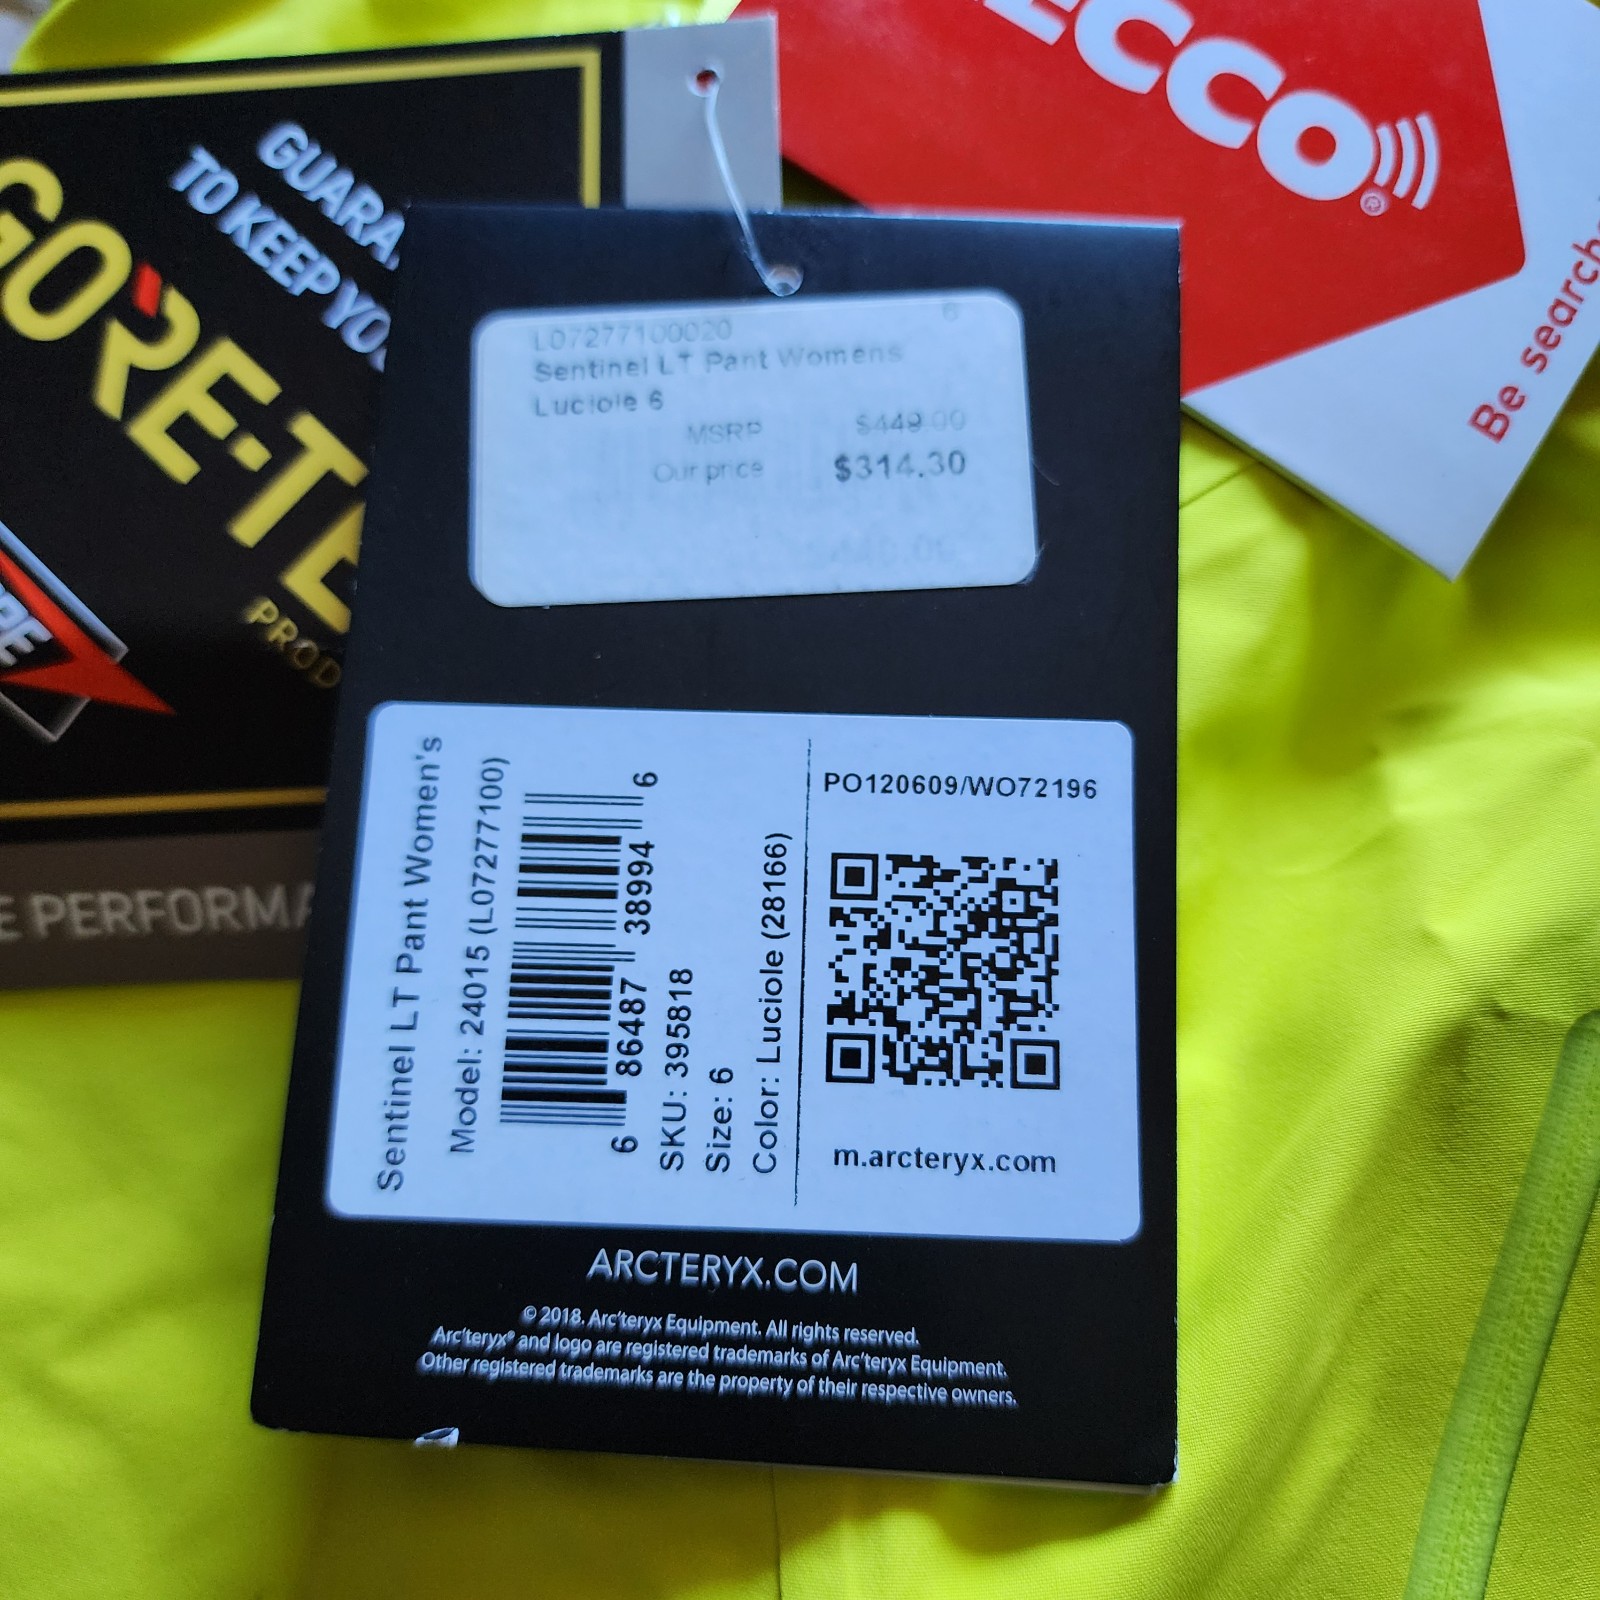 GUARA
TO KEEP YO
GORE-TE
PROD
E PERFORMA
ECCO
®
Be search
L07277100020 6
Sentinel LT Pant Womens
Luciole 6
MSRP $449.00
Our price $314.30
Sentinel LT Pant Women's
Model: 24015 (L07277100)
6 86487 38994 6
SKU: 395818
Size: 6
Color: Luciole (28166)
PO120609/WO72196
m.arcteryx.com
ARCTERYX.COM
© 2018. Arc'teryx Equipment. All rights reserved.
Arc'teryx® and logo are registered trademarks of Arc'teryx Equipment.
Other registered trademarks are the property of their respective owners.